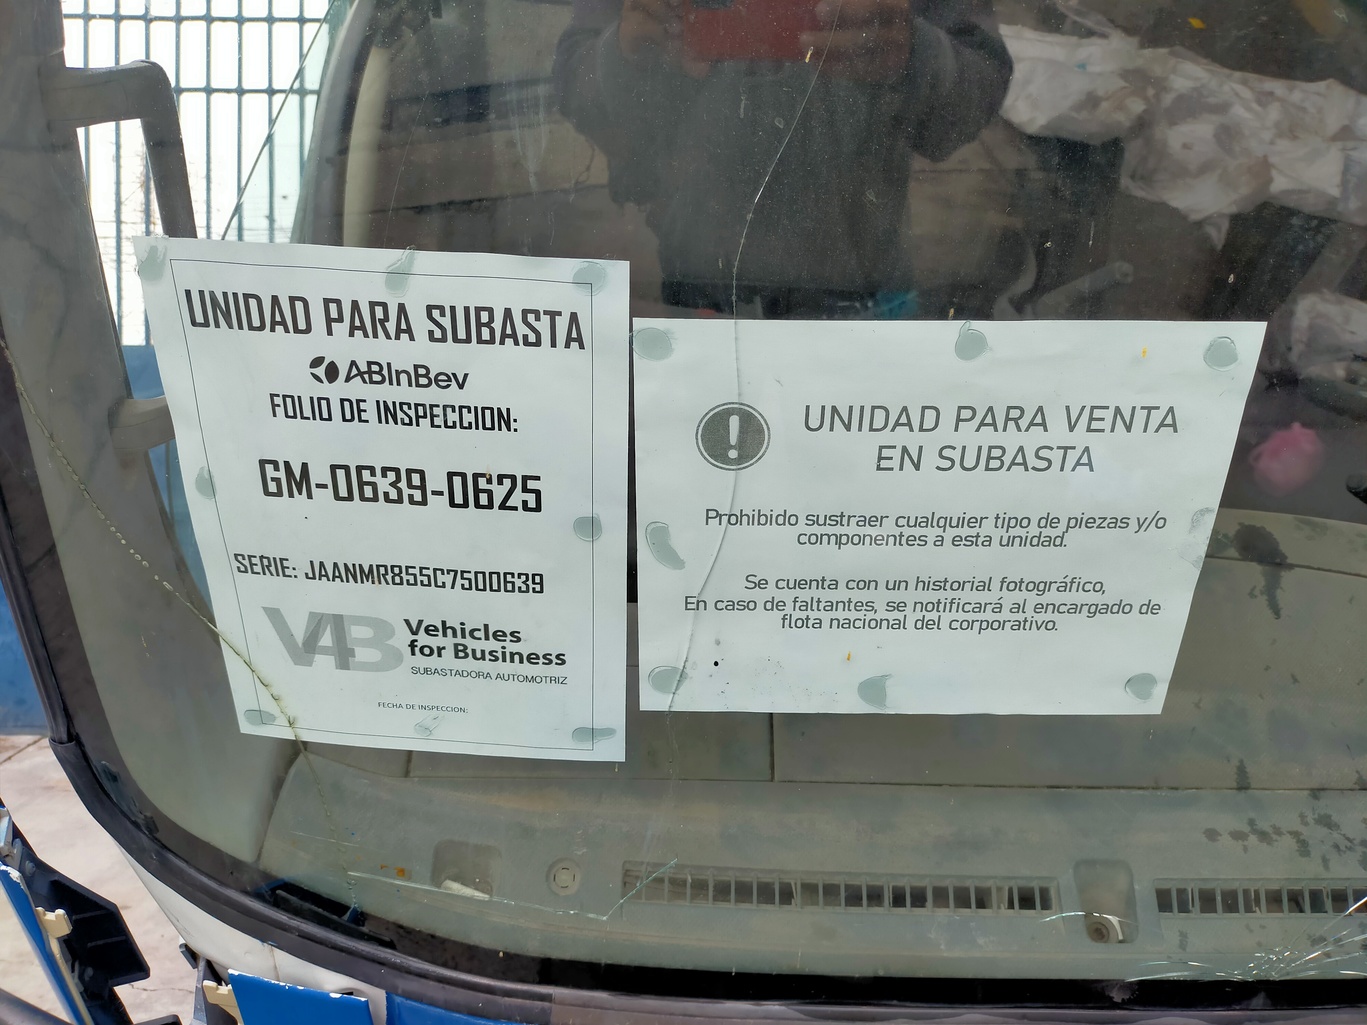 UNIDAD PARA SUBASTA
ABInBev
FOLIO DE INSPECCION:
GM-0639-0625
SERIE: JAANMR855C7500639
V4B Vehicles
for Business
SUBASTADORA AUTOMOTRIZ
FECHA DE INSPECCION:
!
UNIDAD PARA VENTA
EN SUBASTA
Prohibido sustraer cualquier tipo de piezas y/o
componentes a esta unidad.
Se cuenta con un historial fotográfico,
En caso de faltantes, se notificará al encargado de
flota nacional del corporativo.